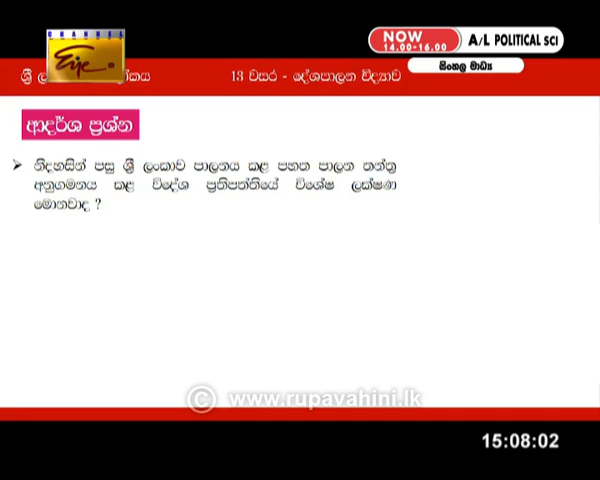 CHANNEL
Eye
NOW
14.00-16.00
A/L POLITICAL SCI
සිංහල මාධ්‍ය
ශ්‍රී 13 වසර - දේශපාලන විද්‍යාව
ආදර්ශ ප්‍රශ්න
➢ නිදහසින් පසු ශ්‍රී ලංකාව පාලනය කළ පහත පාලන තන්ත්‍ර
අනුගමනය කළ විදේශ ප්‍රතිපත්තියේ විශේෂ ලක්ෂණ
මොනවාද ?
© www.rupavahini.lk
15:08:02